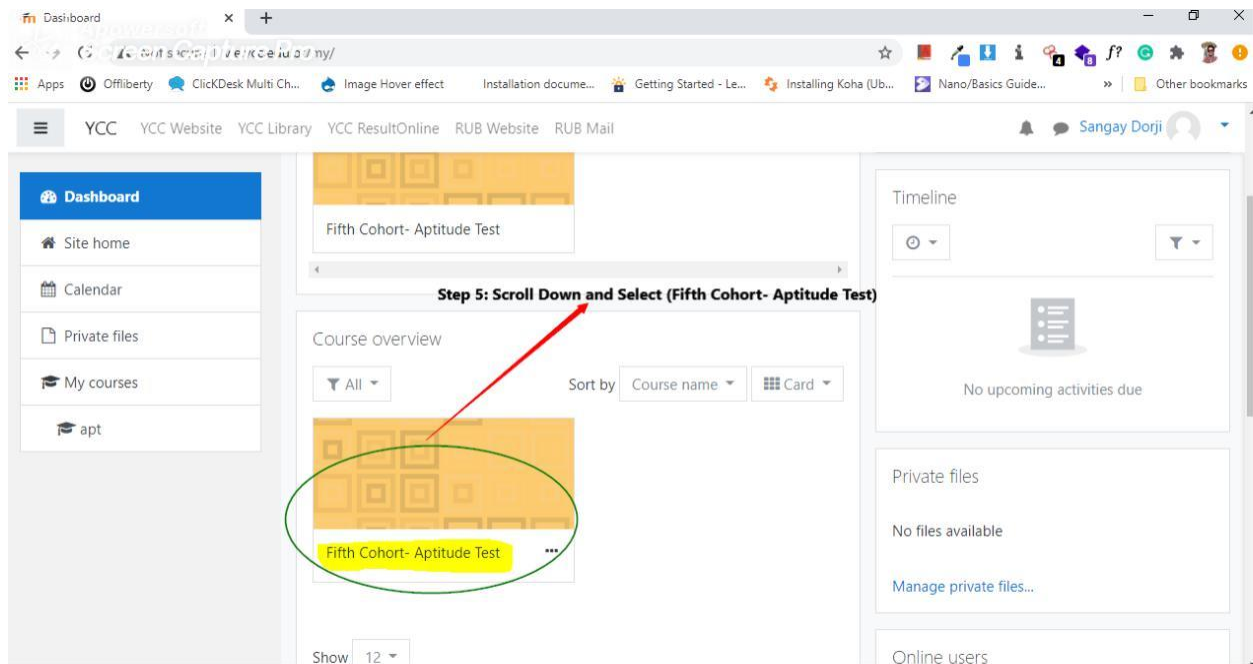 Dashboard
Apps Offliberty ClicKDesk Multi Ch... Image Hover effect Installation docume... Getting Started - Le... Installing Koha (Ub... Nano/Basics Guide... » Other bookmarks
YCC YCC Website YCC Library YCC ResultOnline RUB Website RUB Mail Sangay Dorji
Dashboard
Site home
Calendar
Private files
My courses
apt
Fifth Cohort- Aptitude Test
Step 5: Scroll Down and Select (Fifth Cohort- Aptitude Test)
Course overview
All Sort by Course name Card
Fifth Cohort- Aptitude Test ...
Show 12
Timeline
No upcoming activities due
Private files
No files available
Manage private files...
Online users